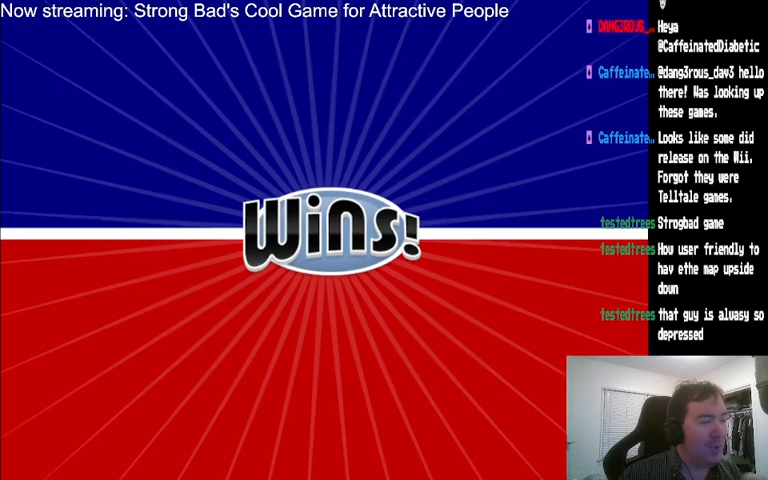 Now streaming: Strong Bad's Cool Game for Attractive People
DANG3ROUS_… Heya
@CaffeinatedDiabetic
Caffeinate… @dang3rous_dav3 hello
there! Was looking up
these games.
Caffeinate… Looks like some did
release on the Wii.
Forgot they were
Telltale games.
testedtrees Strogbad game
testedtrees How user friendly to
hav ethe map upside
down
testedtrees that guy is alwasy so
depressed
Wins!